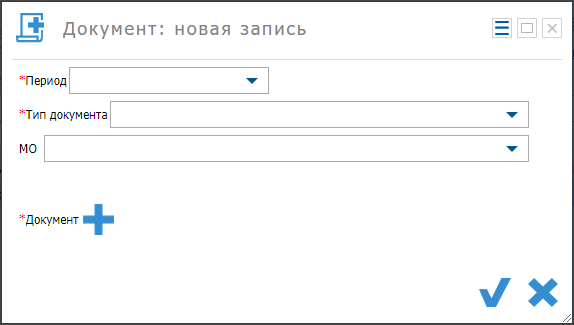 Документ: новая запись
*Период
*Тип документа
МО
*Документ